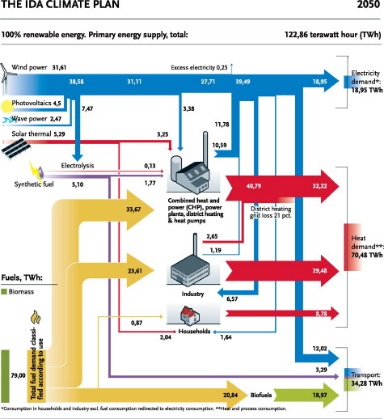 THE IDA CLIMATE PLAN 2050
100% renewable energy. Primary energy supply, total: 122,86 terawatt hour (TWh)
Wind power 31,61
Excess electricity 0,25
38,58 31,11 27,71 39,49 18,95
Electricity
demand*:
18,95 TWh
Photovoltaics 4,5
7,47
3,38
Wave power 2,47
11,78
Solar thermal 5,29
3,25
10,59
Electrolysis
0,13
Synthetic fuel
5,10
1,77
Combined heat and
power (CHP), power
plants, district heating
& heat pumps
40,79
32,22
District heating
grid loss 21 pct.
33,67
Heat
demand**:
70,48 TWh
2,65
1,19
25,61
29,48
Industry
6,57
Fuels, TWh:
Biomass
8,78
0,87
Households
2,04
1,64
12,02
79,00
Total fuel demand classi-
fied according to use
3,29
Transport:
34,28 TWh
20,84
Biofuels
18,97
*Consumption in households and industry excl. fuel consumption redirected to electricity consumption. **Heat and process consumption.